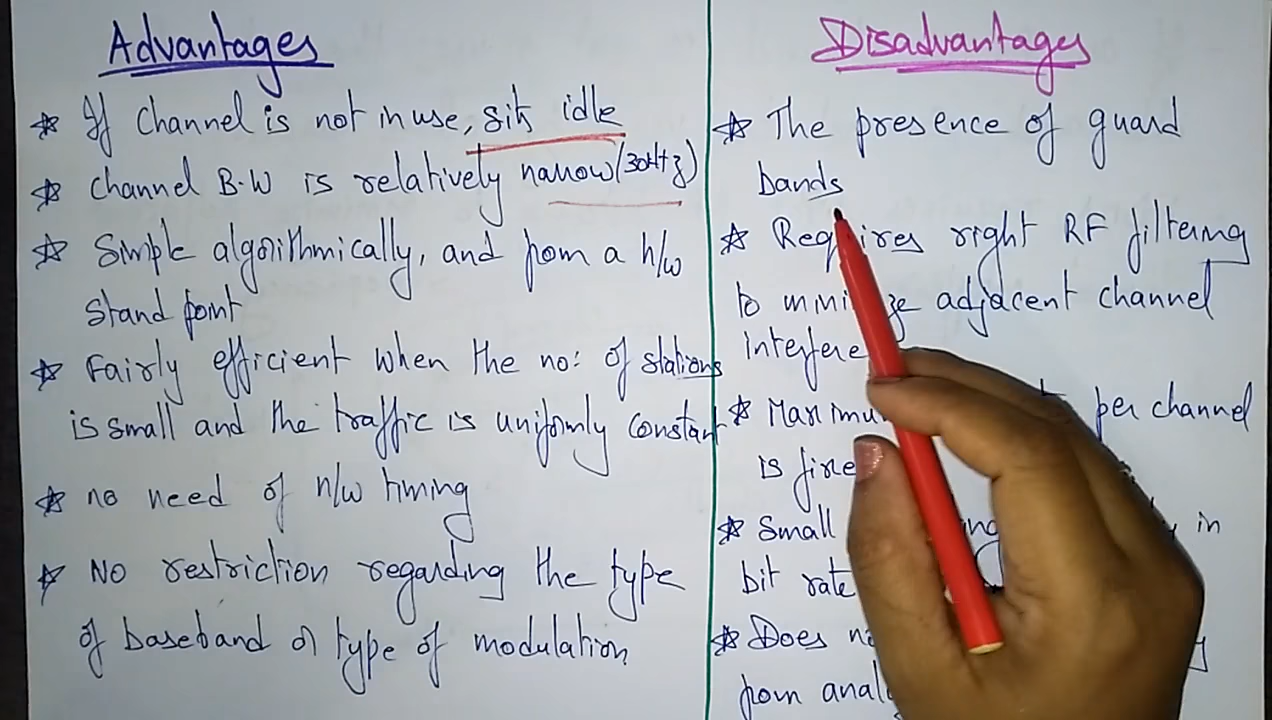 Advantages
If Channel is not in use, sits idle
channel B.W is relatively narrow (30kHz)
Simple algorithmically, and from a h/w
stand point
Fairly efficient when the no: of stations
is small and the traffic is uniformly constant
no need of n/w timing
No restriction regarding the type
of baseband or type of modulation
Disadvantages
The presence of guard
bands
Requires right RF filtering
to adjacent channel
per channel
is
Small in
bit rate
Does
from